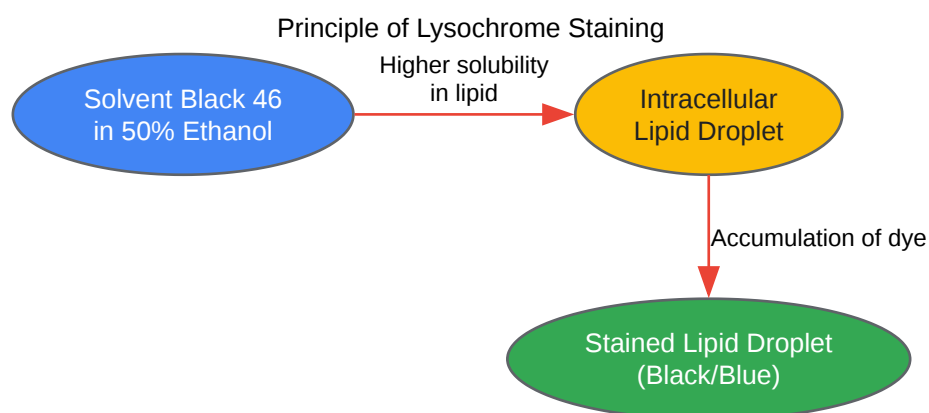 Principle of Lysochrome Staining
Higher solubility
in lipid
Solvent Black 46
in 50% Ethanol
Intracellular
Lipid Droplet
Accumulation of dye
Stained Lipid Droplet
(Black/Blue)